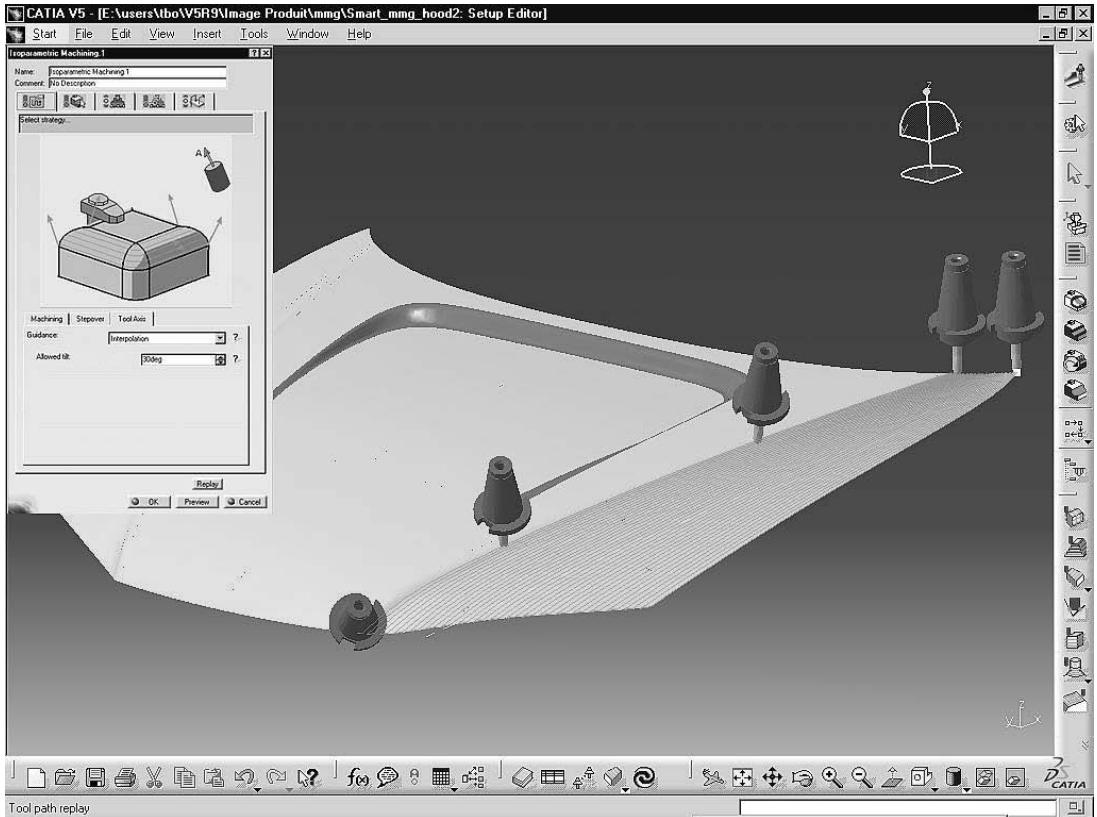 CATIA V5 - [E:\users\tbo\V5R9\Image Produit\mmg\Smart_mmg_hood2: Setup Editor]
Start File Edit View Insert Tools Window Help
Isoparametric Machining.1
Name: Isoparametric Machining.1
Comment: No Description
Select strategy...
A
Machining Stepover Tool Axis
Guidance: Interpolation ?
Allowed tilt: 30deg ?
Replay
OK Preview Cancel
z
y x
z
y x
f(x)
CATIA
Tool path replay